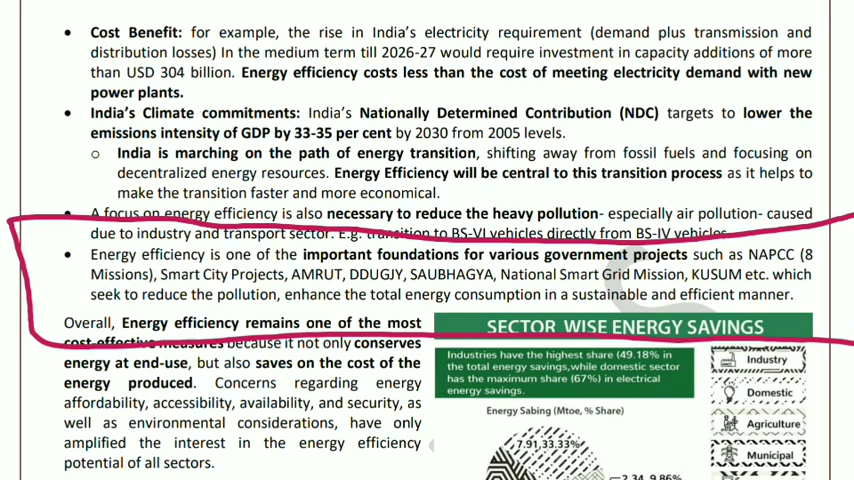 • Cost Benefit: for example, the rise in India's electricity requirement (demand plus transmission and
distribution losses) In the medium term till 2026-27 would require investment in capacity additions of more
than USD 304 billion. Energy efficiency costs less than the cost of meeting electricity demand with new
power plants.
• India's Climate commitments: India's Nationally Determined Contribution (NDC) targets to lower the
emissions intensity of GDP by 33-35 per cent by 2030 from 2005 levels.
o India is marching on the path of energy transition, shifting away from fossil fuels and focusing on
decentralized energy resources. Energy Efficiency will be central to this transition process as it helps to
make the transition faster and more economical.
• A focus on energy efficiency is also necessary to reduce the heavy pollution- especially air pollution- caused
due to industry and transport sector. E.g. transition to BS-VI vehicles directly from BS-IV vehicles.
• Energy efficiency is one of the important foundations for various government projects such as NAPCC (8
Missions), Smart City Projects, AMRUT, DDUGJY, SAUBHAGYA, National Smart Grid Mission, KUSUM etc. which
seek to reduce the pollution, enhance the total energy consumption in a sustainable and efficient manner.
Overall, Energy efficiency remains one of the most
cost-effective measures because it not only conserves
energy at end-use, but also saves on the cost of the
energy produced. Concerns regarding energy
affordability, accessibility, availability, and security, as
well as environmental considerations, have only
amplified the interest in the energy efficiency
potential of all sectors.
SECTOR WISE ENERGY SAVINGS
Industries have the highest share (49.18%) in
the total energy savings,while domestic sector
has the maximum share (67%) in electrical
energy savings.
Energy Sabing (Mtoe, % Share)
7.91,33.33%
2.34, 9.86%
Industry
Domestic
Agriculture
Municipal